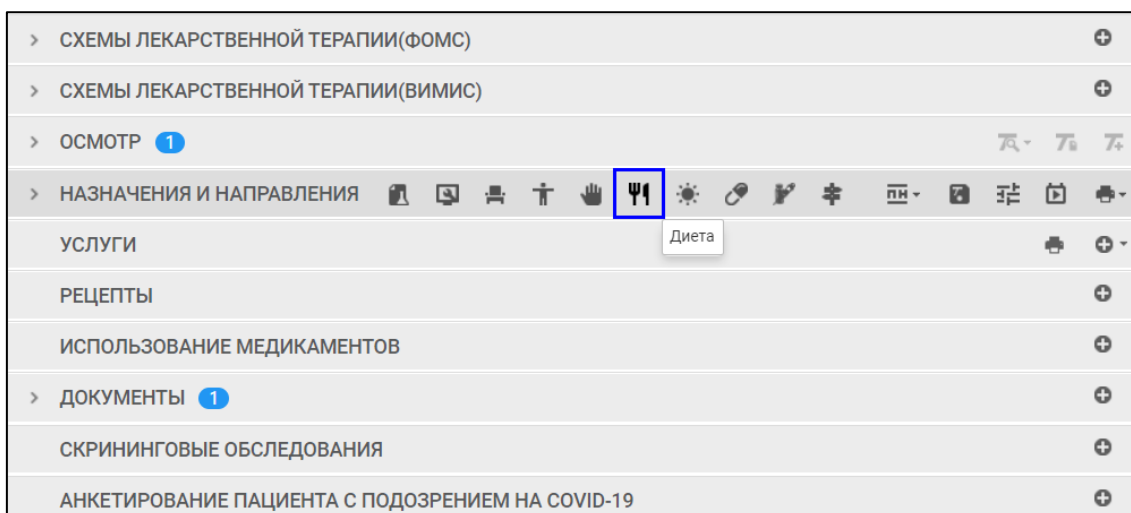 СХЕМЫ ЛЕКАРСТВЕННОЙ ТЕРАПИИ(ФОМС)
СХЕМЫ ЛЕКАРСТВЕННОЙ ТЕРАПИИ(ВИМИС)
ОСМОТР 1
НАЗНАЧЕНИЯ И НАПРАВЛЕНИЯ ПН
УСЛУГИ
Диета
РЕЦЕПТЫ
ИСПОЛЬЗОВАНИЕ МЕДИКАМЕНТОВ
ДОКУМЕНТЫ 1
СКРИНИНГОВЫЕ ОБСЛЕДОВАНИЯ
АНКЕТИРОВАНИЕ ПАЦИЕНТА С ПОДОЗРЕНИЕМ НА COVID-19